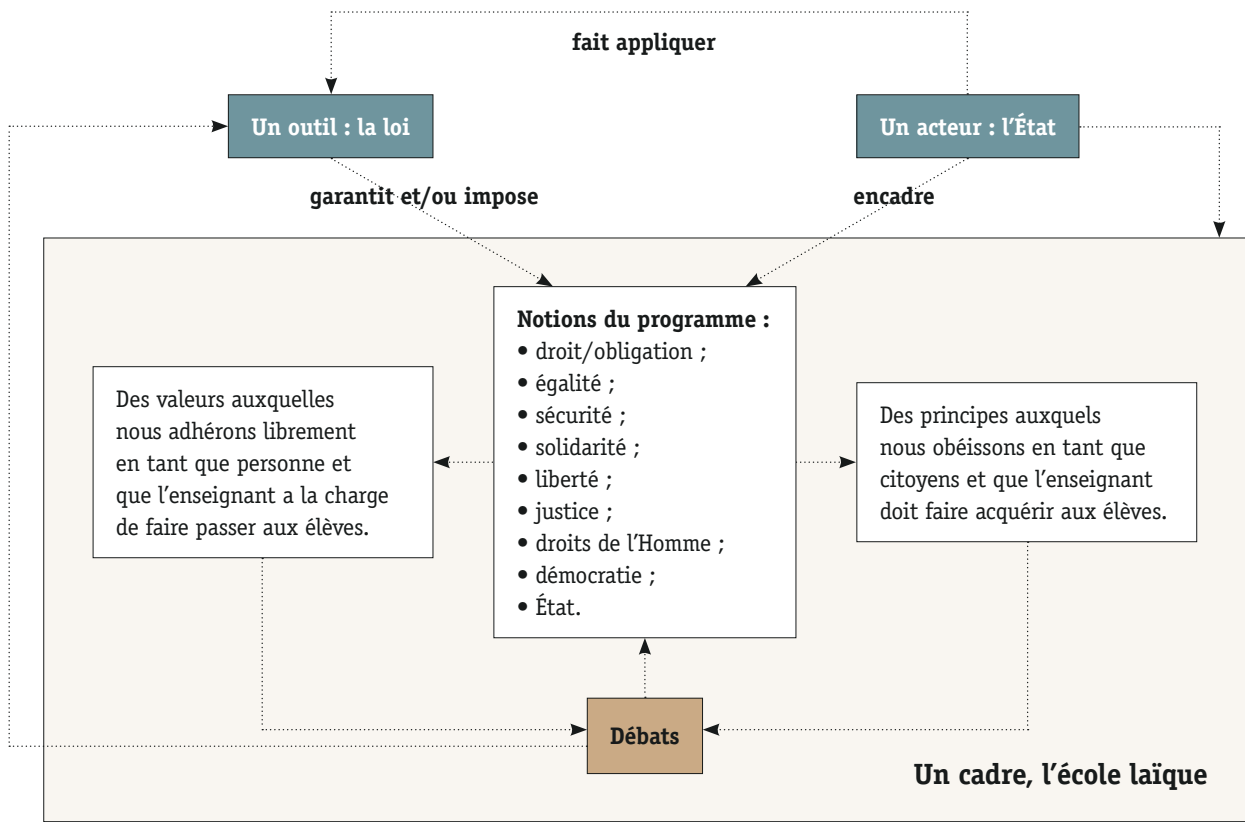 fait appliquer
Un outil : la loi
Un acteur : l'État
garantit et/ou impose
encadre
Notions du programme :
• droit/obligation ;
• égalité ;
• sécurité ;
• solidarité ;
• liberté ;
• justice ;
• droits de l'Homme ;
• démocratie ;
• État.
Des valeurs auxquelles
nous adhérons librement
en tant que personne et
que l'enseignant a la charge
de faire passer aux élèves.
Des principes auxquels
nous obéissons en tant que
citoyens et que l'enseignant
doit faire acquérir aux élèves.
Débats
Un cadre, l'école laïque